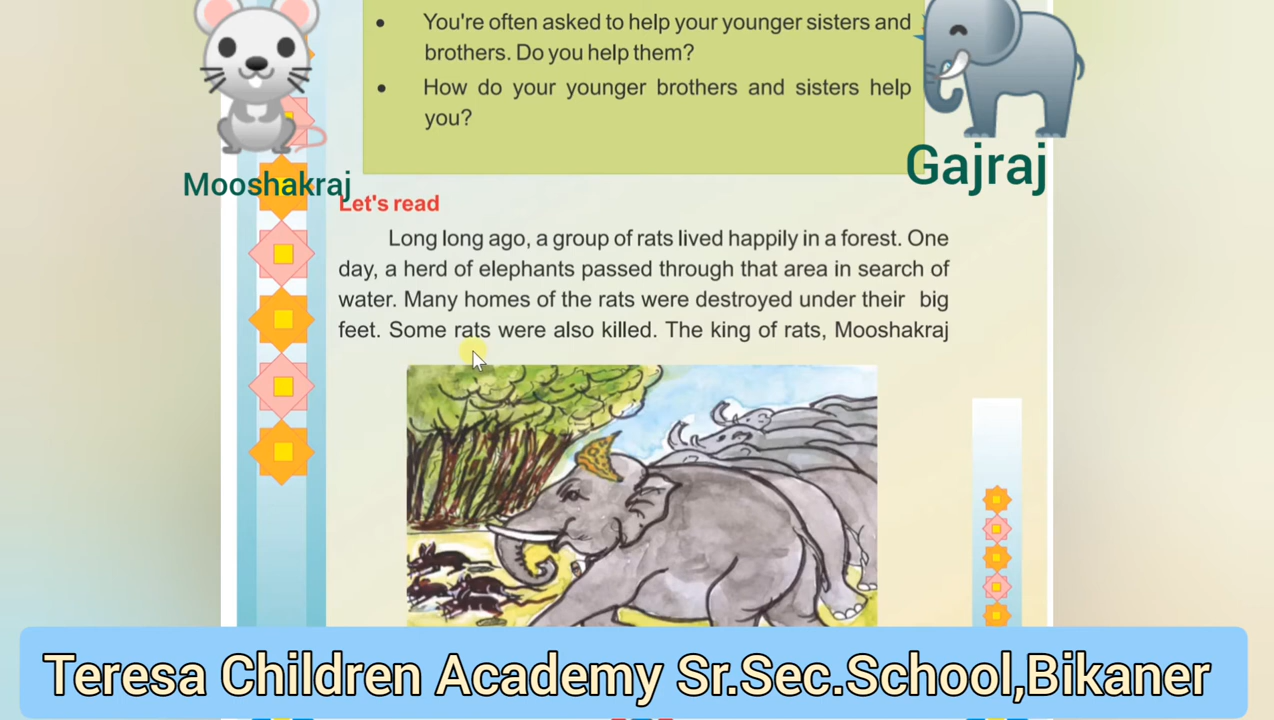 • You're often asked to help your younger sisters and
brothers. Do you help them?
• How do your younger brothers and sisters help
you?
Mooshakraj
Gajraj
Let's read
Long long ago, a group of rats lived happily in a forest. One
day, a herd of elephants passed through that area in search of
water. Many homes of the rats were destroyed under their big
feet. Some rats were also killed. The king of rats, Mooshakraj
Teresa Children Academy Sr.Sec.School,Bikaner